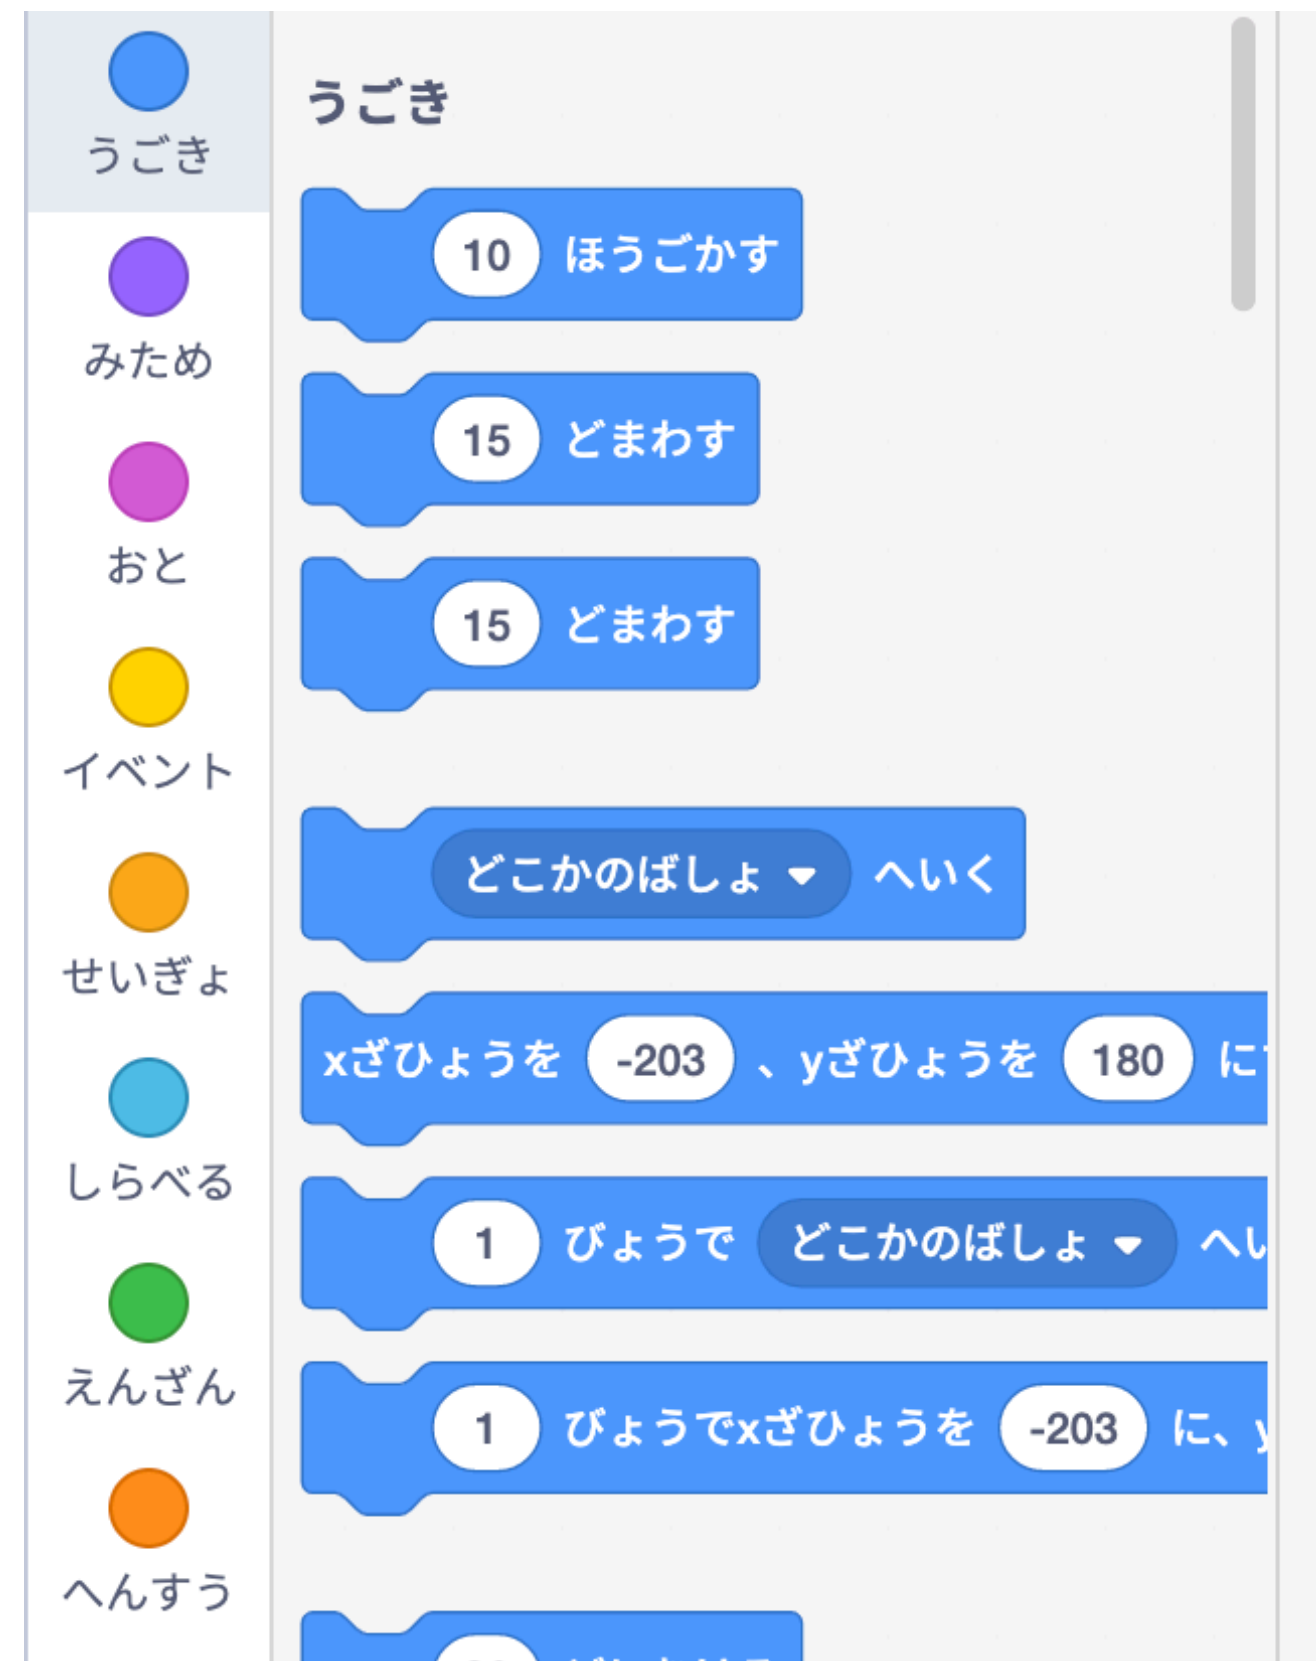 うごき
みため
おと
イベント
せいぎょ
しらべる
えんざん
へんすう
うごき
10 ほうごかす
15 どまわす
15 どまわす
どこかのばしょ へいく
xざひょうを -203 、yざひょうを 180 に
1 びょうで どこかのばしょ へい
1 びょうでxざひょうを -203 に、y